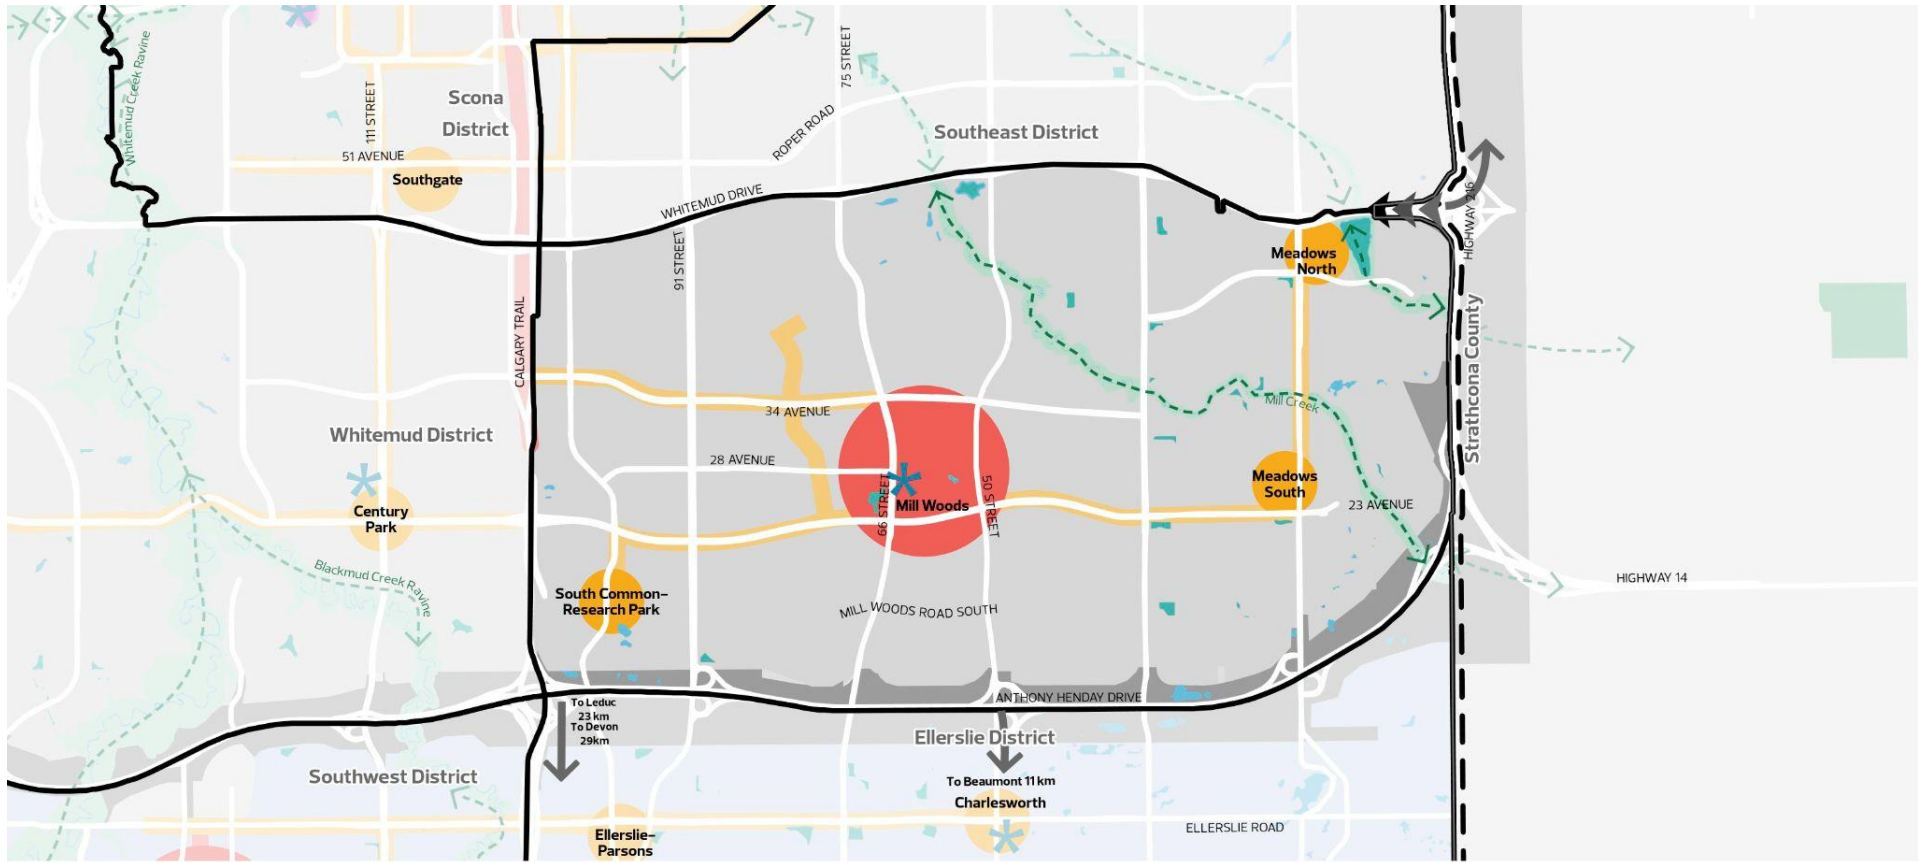 Whitemud Creek Ravine
111 STREET
Scona
District
75 STREET
ROPER ROAD
Southeast District
51 AVENUE
Southgate
WHITEMUD DRIVE
91 STREET
HIGHWAY 216
Meadows
North
CALGARY TRAIL
Strathcona County
34 AVENUE
Mill Creek
Whitemud District
28 AVENUE
Century
Park
66 STREET
Mill Woods
50 STREET
Meadows
South
23 AVENUE
Blackmud Creek Ravine
South Common–
Research Park
MILL WOODS ROAD SOUTH
HIGHWAY 14
To Leduc
23 km
To Devon
29km
ANTHONY HENDAY DRIVE
Ellerslie District
Southwest District
To Beaumont 11 km
Charlesworth
Ellerslie–
Parsons
ELLERSLIE ROAD